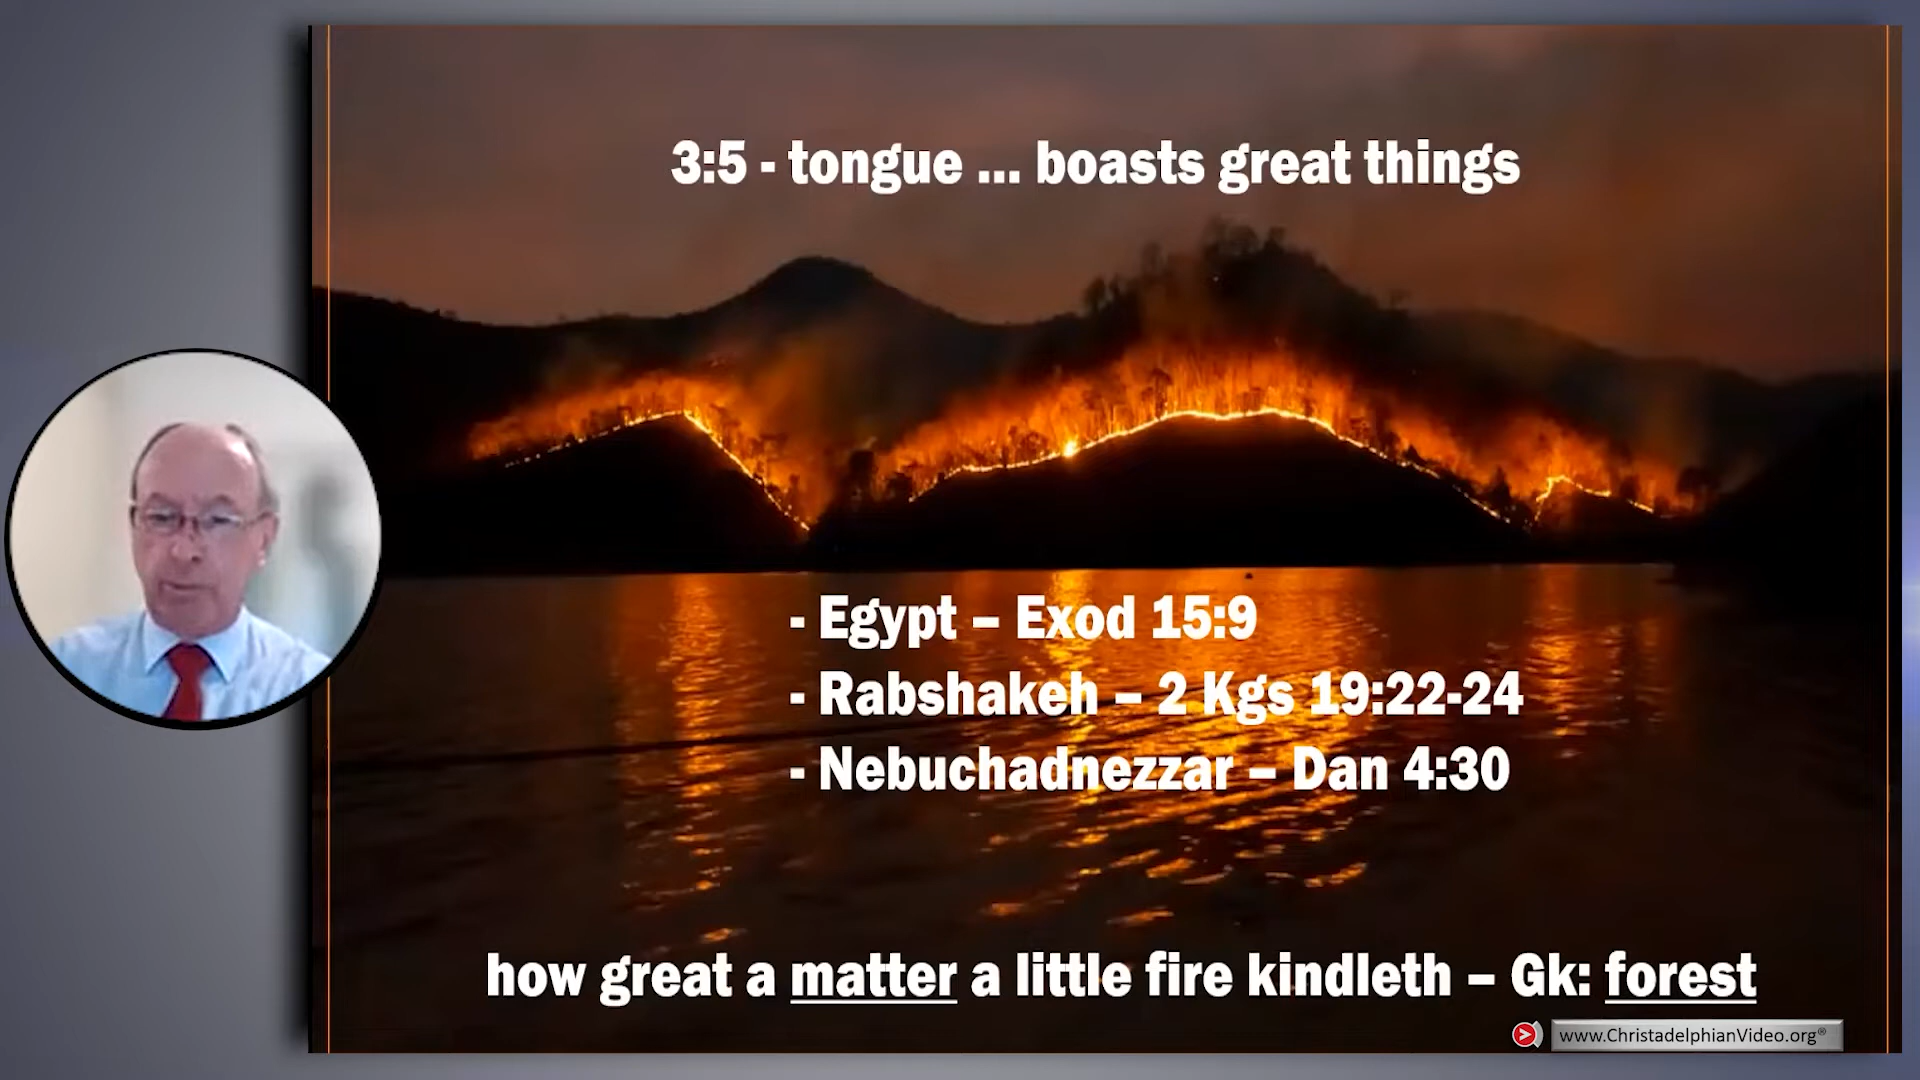 3:5 - tongue ... boasts great things
- Egypt – Exod 15:9
- Rabshakeh – 2 Kgs 19:22-24
- Nebuchadnezzar – Dan 4:30
how great a matter a little fire kindleth – Gk: forest
www.ChristadelphianVideo.org®